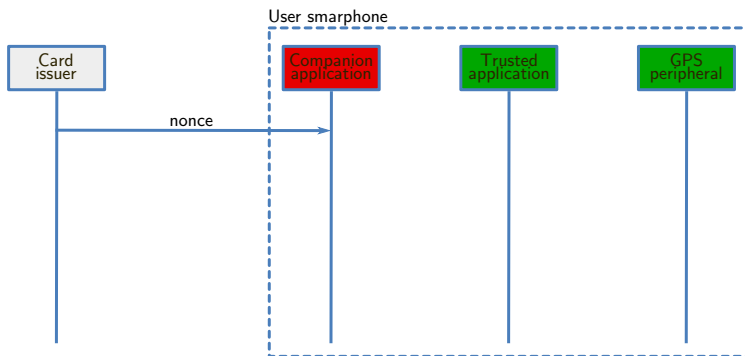 User smarphone
Card
issuer
Companion
application
Trusted
application
GPS
peripheral
nonce